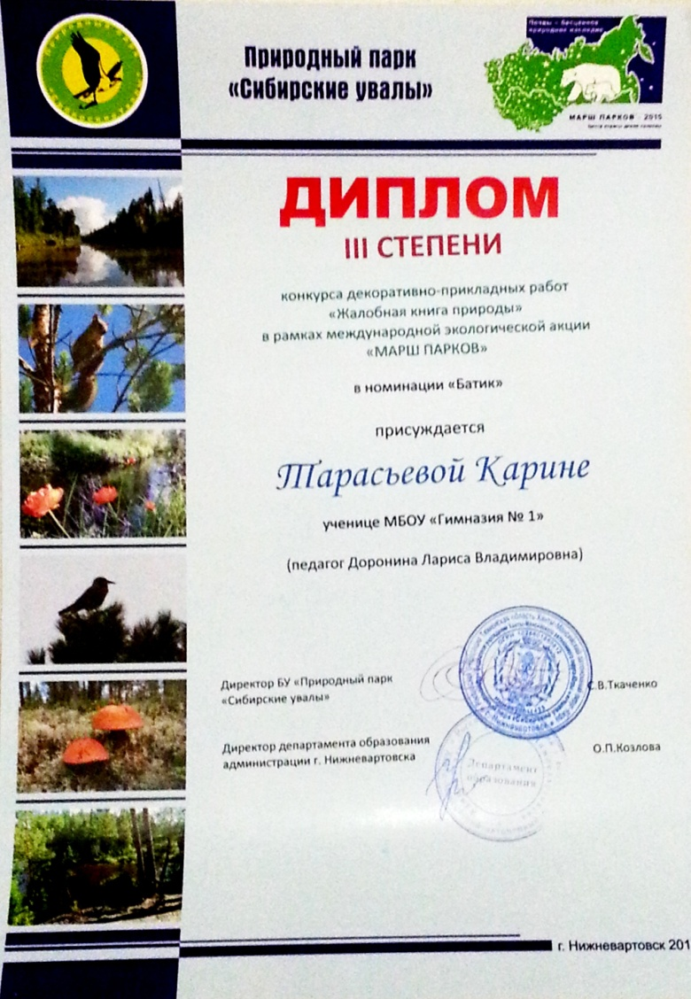 Природный парк
«Сибирские увалы»
МАРШ ПАРКОВ 2015
ДИПЛОМ
III СТЕПЕНИ
конкурса декоративно-прикладных работ
«Жалобная книга природы»
в рамках международной экологической акции
«МАРШ ПАРКОВ»
в номинации «Батик»
присуждается
Тарасьевой Карине
ученице МБОУ «Гимназия № 1»
(педагог Доронина Лариса Владимировна)
Директор БУ «Природный парк
«Сибирские увалы»
С.В.Ткаченко
Директор департамента образования
администрации г. Нижневартовска
О.П.Козлова
Департамент
образования
г. Нижневартовск 201